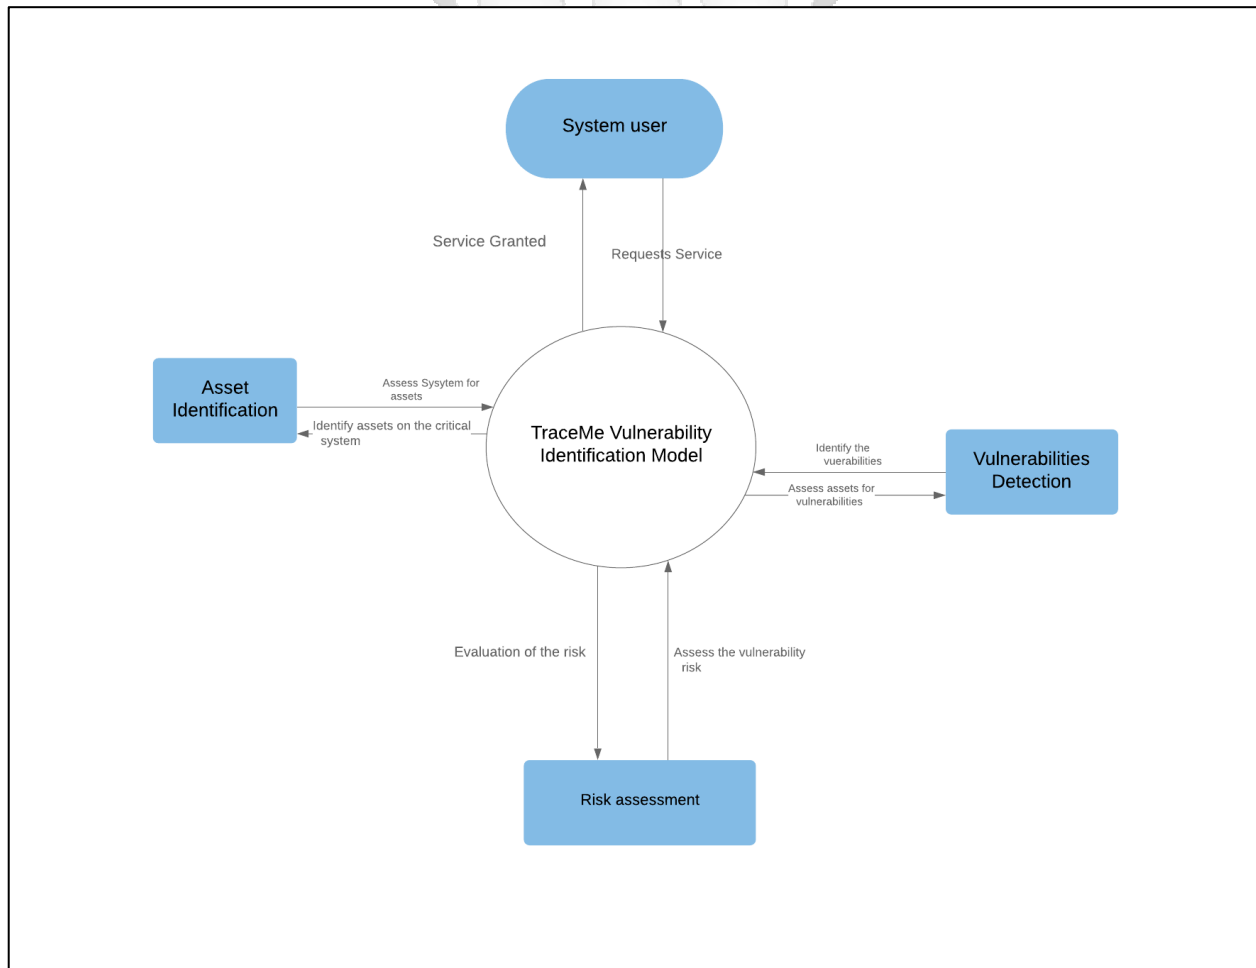 System user
Service Granted
Requests Service
Asset
Identification
Assess Sysytem for
assets
Identify assets on the critical
system
TraceMe Vulnerability
Identification Model
Identify the
vuerabilities
Assess assets for
vulnerabilities
Vulnerabilities
Detection
Evaluation of the risk
Assess the vulnerability
risk
Risk assessment